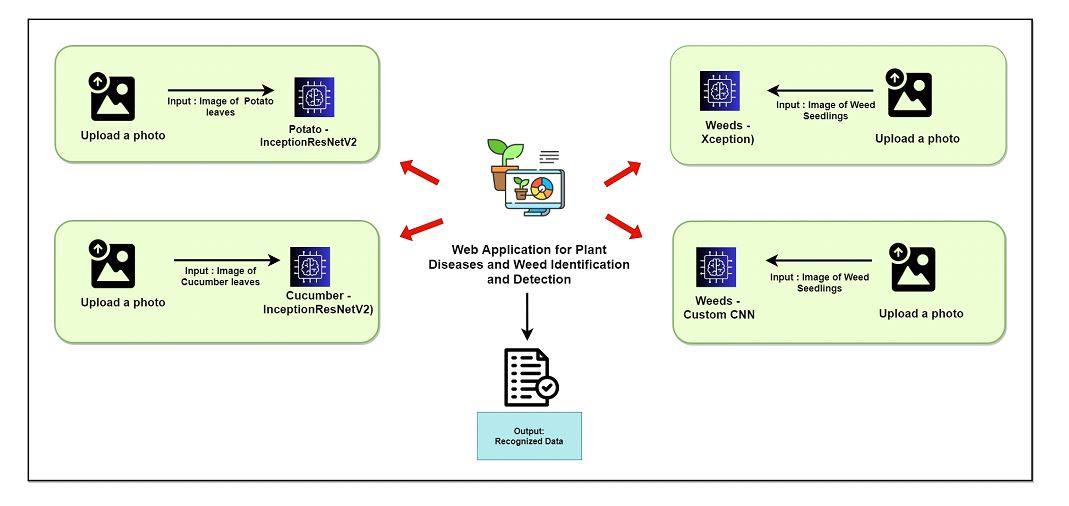 Input : Image of Potato
leaves
Upload a photo
Potato -
InceptionResNetV2
Input : Image of Weed
Seedlings
Weeds -
Xception)
Upload a photo
Input : Image of
Cucumber leaves
Upload a photo
Cucumber -
InceptionResNetV2)
Web Application for Plant
Diseases and Weed Identification
and Detection
Input : Image of Weed
Seedlings
Weeds -
Custom CNN
Upload a photo
Output:
Recognized Data